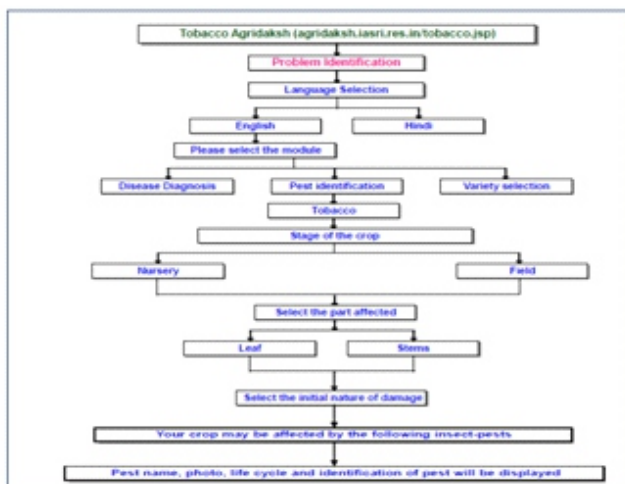 Tobacco Agridaksh (agridaksh.iasri.res.in/tobacco.jsp)
Problem Identification
Language Selection
English
Hindi
Please select the module
Disease Diagnosis
Pest identification
Variety selection
Tobacco
Stage of the crop
Nursery
Field
Select the part affected
Leaf
Stems
Select the initial nature of damage
Your crop may be affected by the following insect-pests
Pest name, photo, life cycle and identification of pest will be displayed